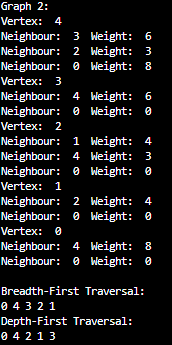 Graph 2:
Vertex:  4
Neighbour:  3  Weight:  6
Neighbour:  2  Weight:  3
Neighbour:  0  Weight:  8
Vertex:  3
Neighbour:  4  Weight:  6
Neighbour:  0  Weight:  0
Vertex:  2
Neighbour:  1  Weight:  4
Neighbour:  4  Weight:  3
Neighbour:  0  Weight:  0
Vertex:  1
Neighbour:  2  Weight:  4
Neighbour:  0  Weight:  0
Vertex:  0
Neighbour:  4  Weight:  8
Neighbour:  0  Weight:  0
Breadth-First Traversal:
0 4 3 2 1
Depth-First Traversal:
0 4 2 1 3